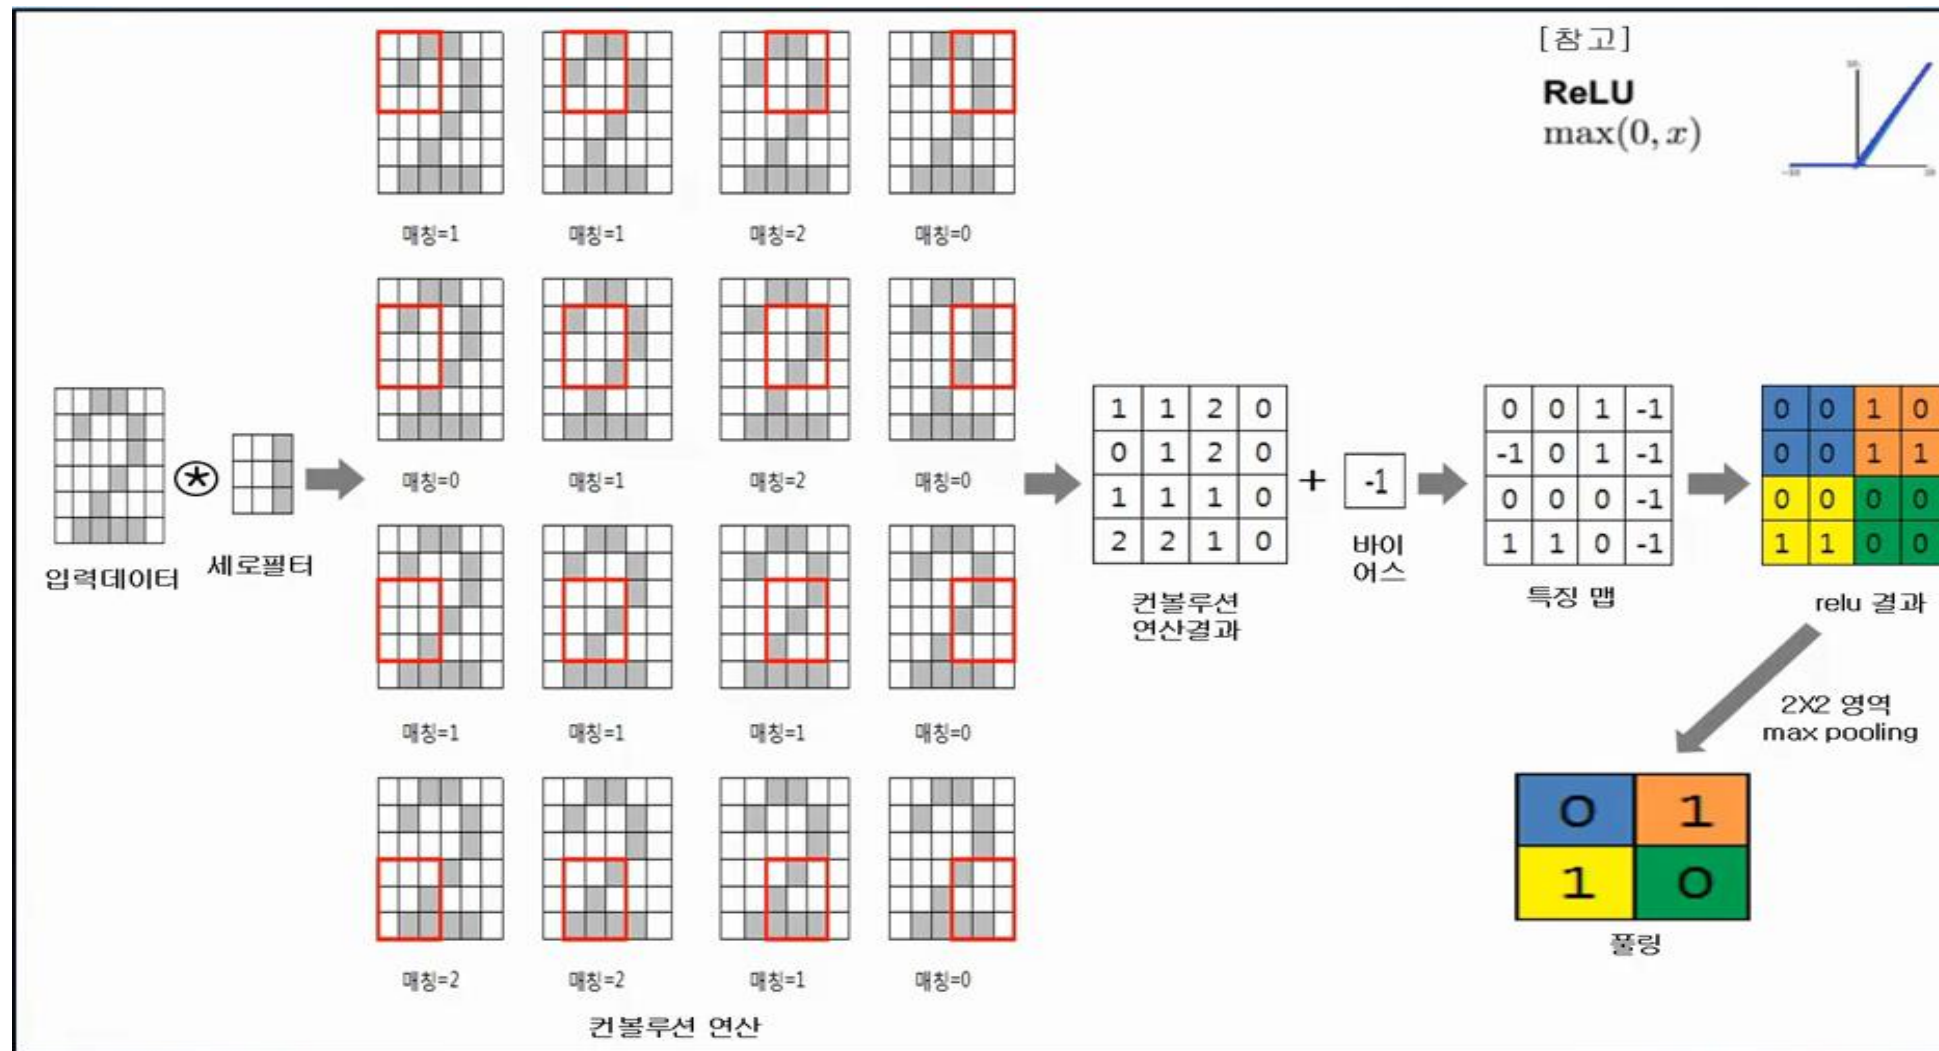 [참고]
ReLU
max(0, x)
10
-10
10
매칭=1
매칭=1
매칭=2
매칭=0
매칭=0
매칭=1
매칭=2
매칭=0
매칭=1
매칭=1
매칭=1
매칭=0
매칭=2
매칭=2
매칭=1
매칭=0
컨볼루션 연산
입력데이터
세로필터
1 1 2 0
0 1 2 0
1 1 1 0
2 2 1 0
컨볼루션
연산결과
+
-1
바이
어스
0 0 1 -1
-1 0 1 -1
0 0 0 -1
1 1 0 -1
특징 맵
0 0 1 0
0 0 1 1
0 0 0 0
1 1 0 0
relu 결과
2X2 영역
max pooling
0 1
1 0
풀링